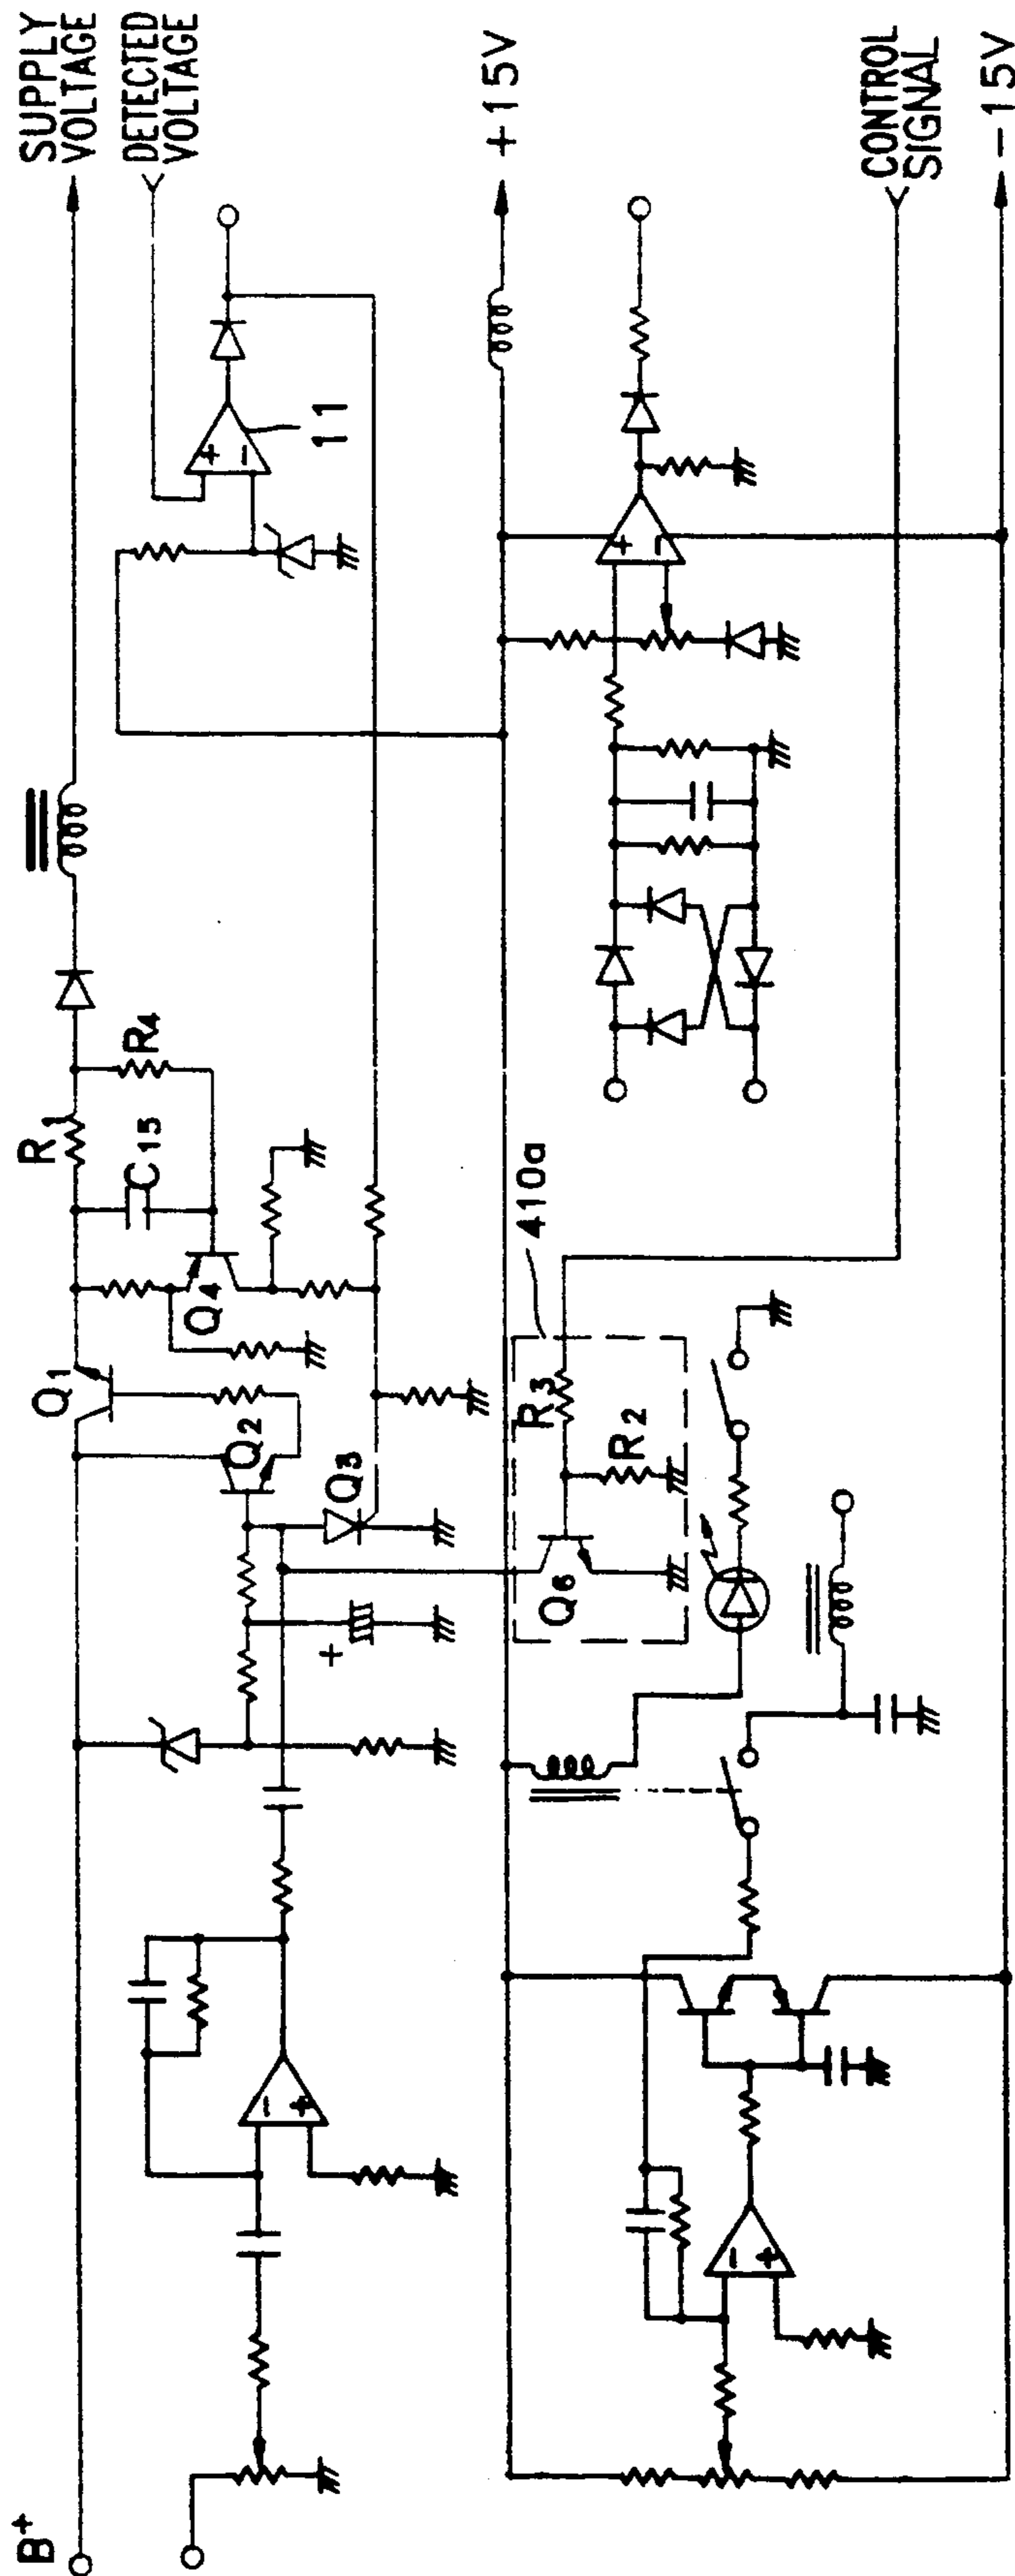 B+
Q1
R1
C15
R4
SUPPLY
VOLTAGE
DETECTED
VOLTAGE
Q2
Q4
+
-
11
Q3
-
+
+
410a
+15V
R3
R2
Q6
+
-
-
+
CONTROL
SIGNAL
-15V